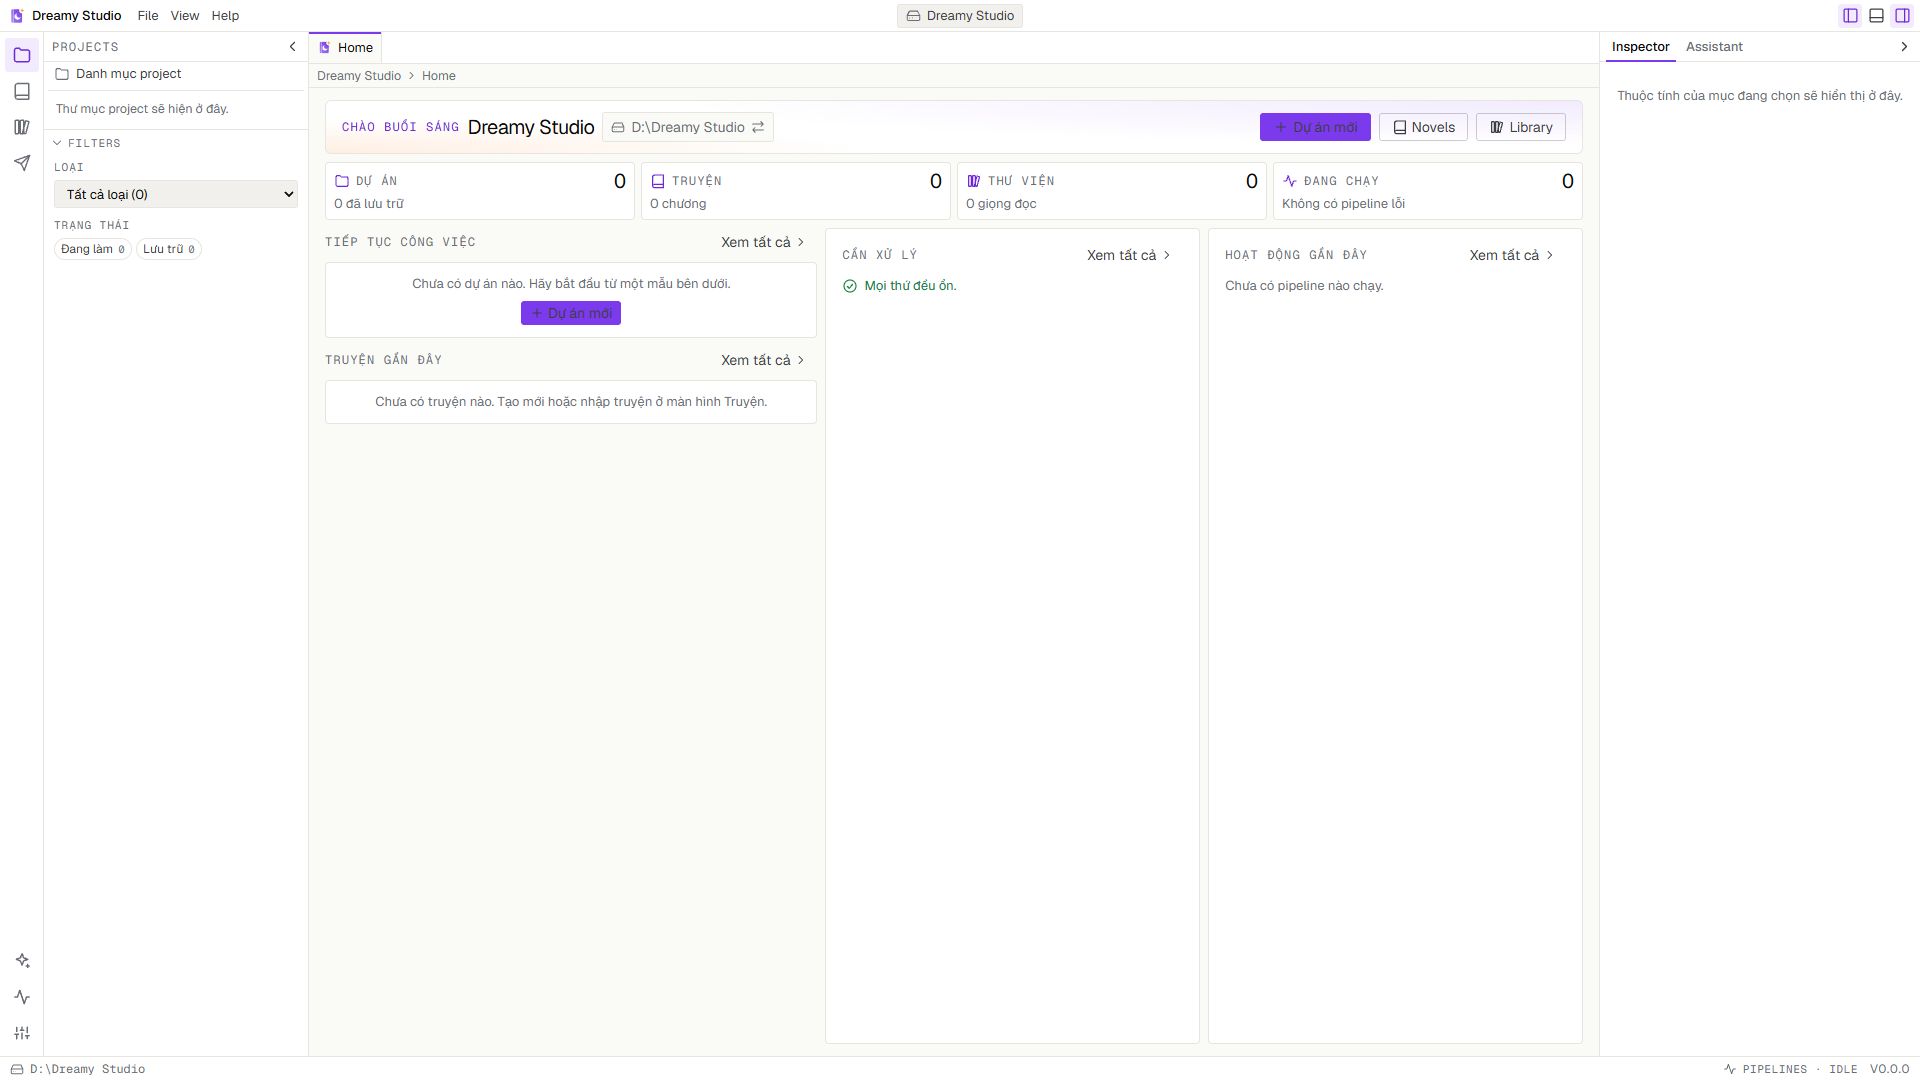 Dreamy Studio File View Help
Dreamy Studio
PROJECTS
Danh mục project
Thư mục project sẽ hiện ở đây.
FILTERS
LOẠI
Tất cả loại (0)
TRẠNG THÁI
Đang làm 0 Lưu trữ 0
Home
Dreamy Studio > Home
CHÀO BUỔI SÁNG Dreamy Studio D:\Dreamy Studio
+ Dự án mới Novels Library
DỰ ÁN 0
0 đã lưu trữ
TRUYỆN 0
0 chương
THƯ VIỆN 0
0 giọng đọc
ĐANG CHẠY 0
Không có pipeline lỗi
TIẾP TỤC CÔNG VIỆC Xem tất cả >
Chưa có dự án nào. Hãy bắt đầu từ một mẫu bên dưới.
+ Dự án mới
TRUYỆN GẦN ĐÂY Xem tất cả >
Chưa có truyện nào. Tạo mới hoặc nhập truyện ở màn hình Truyện.
CẦN XỬ LÝ Xem tất cả >
Mọi thứ đều ổn.
HOẠT ĐỘNG GẦN ĐÂY Xem tất cả >
Chưa có pipeline nào chạy.
Inspector Assistant
Thuộc tính của mục đang chọn sẽ hiển thị ở đây.
D:\Dreamy Studio
PIPELINES · IDLE V0.0.0